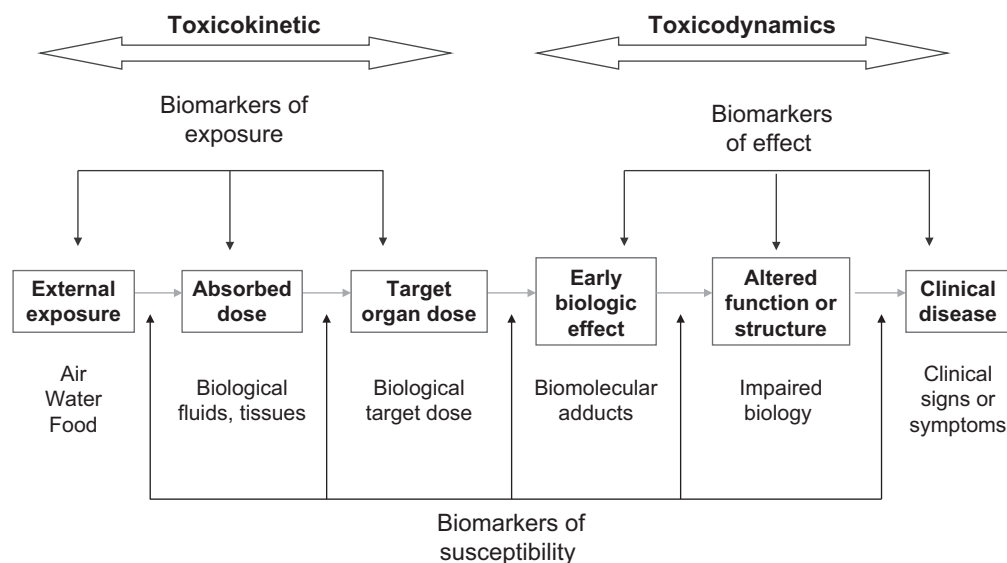 Toxicokinetic
Toxicodynamics
Biomarkers of
exposure
Biomarkers
of effect
External
exposure
Absorbed
dose
Target
organ dose
Early
biologic
effect
Altered
function or
structure
Clinical
disease
Air
Water
Food
Biological
fluids, tissues
Biological
target dose
Biomolecular
adducts
Impaired
biology
Clinical
signs or
symptoms
Biomarkers of
susceptibility